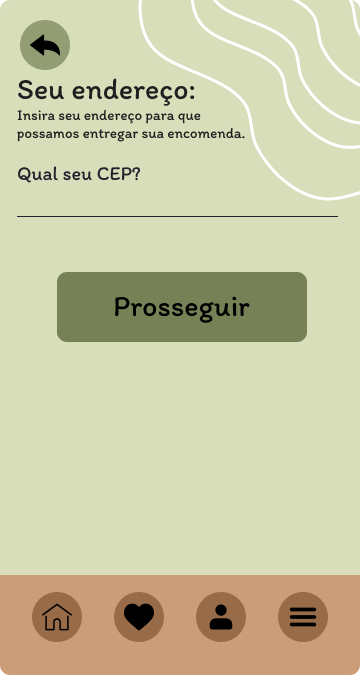 Seu endereço:
Insira seu endereço para que
possamos entregar sua encomenda.
Qual seu CEP?
Prosseguir